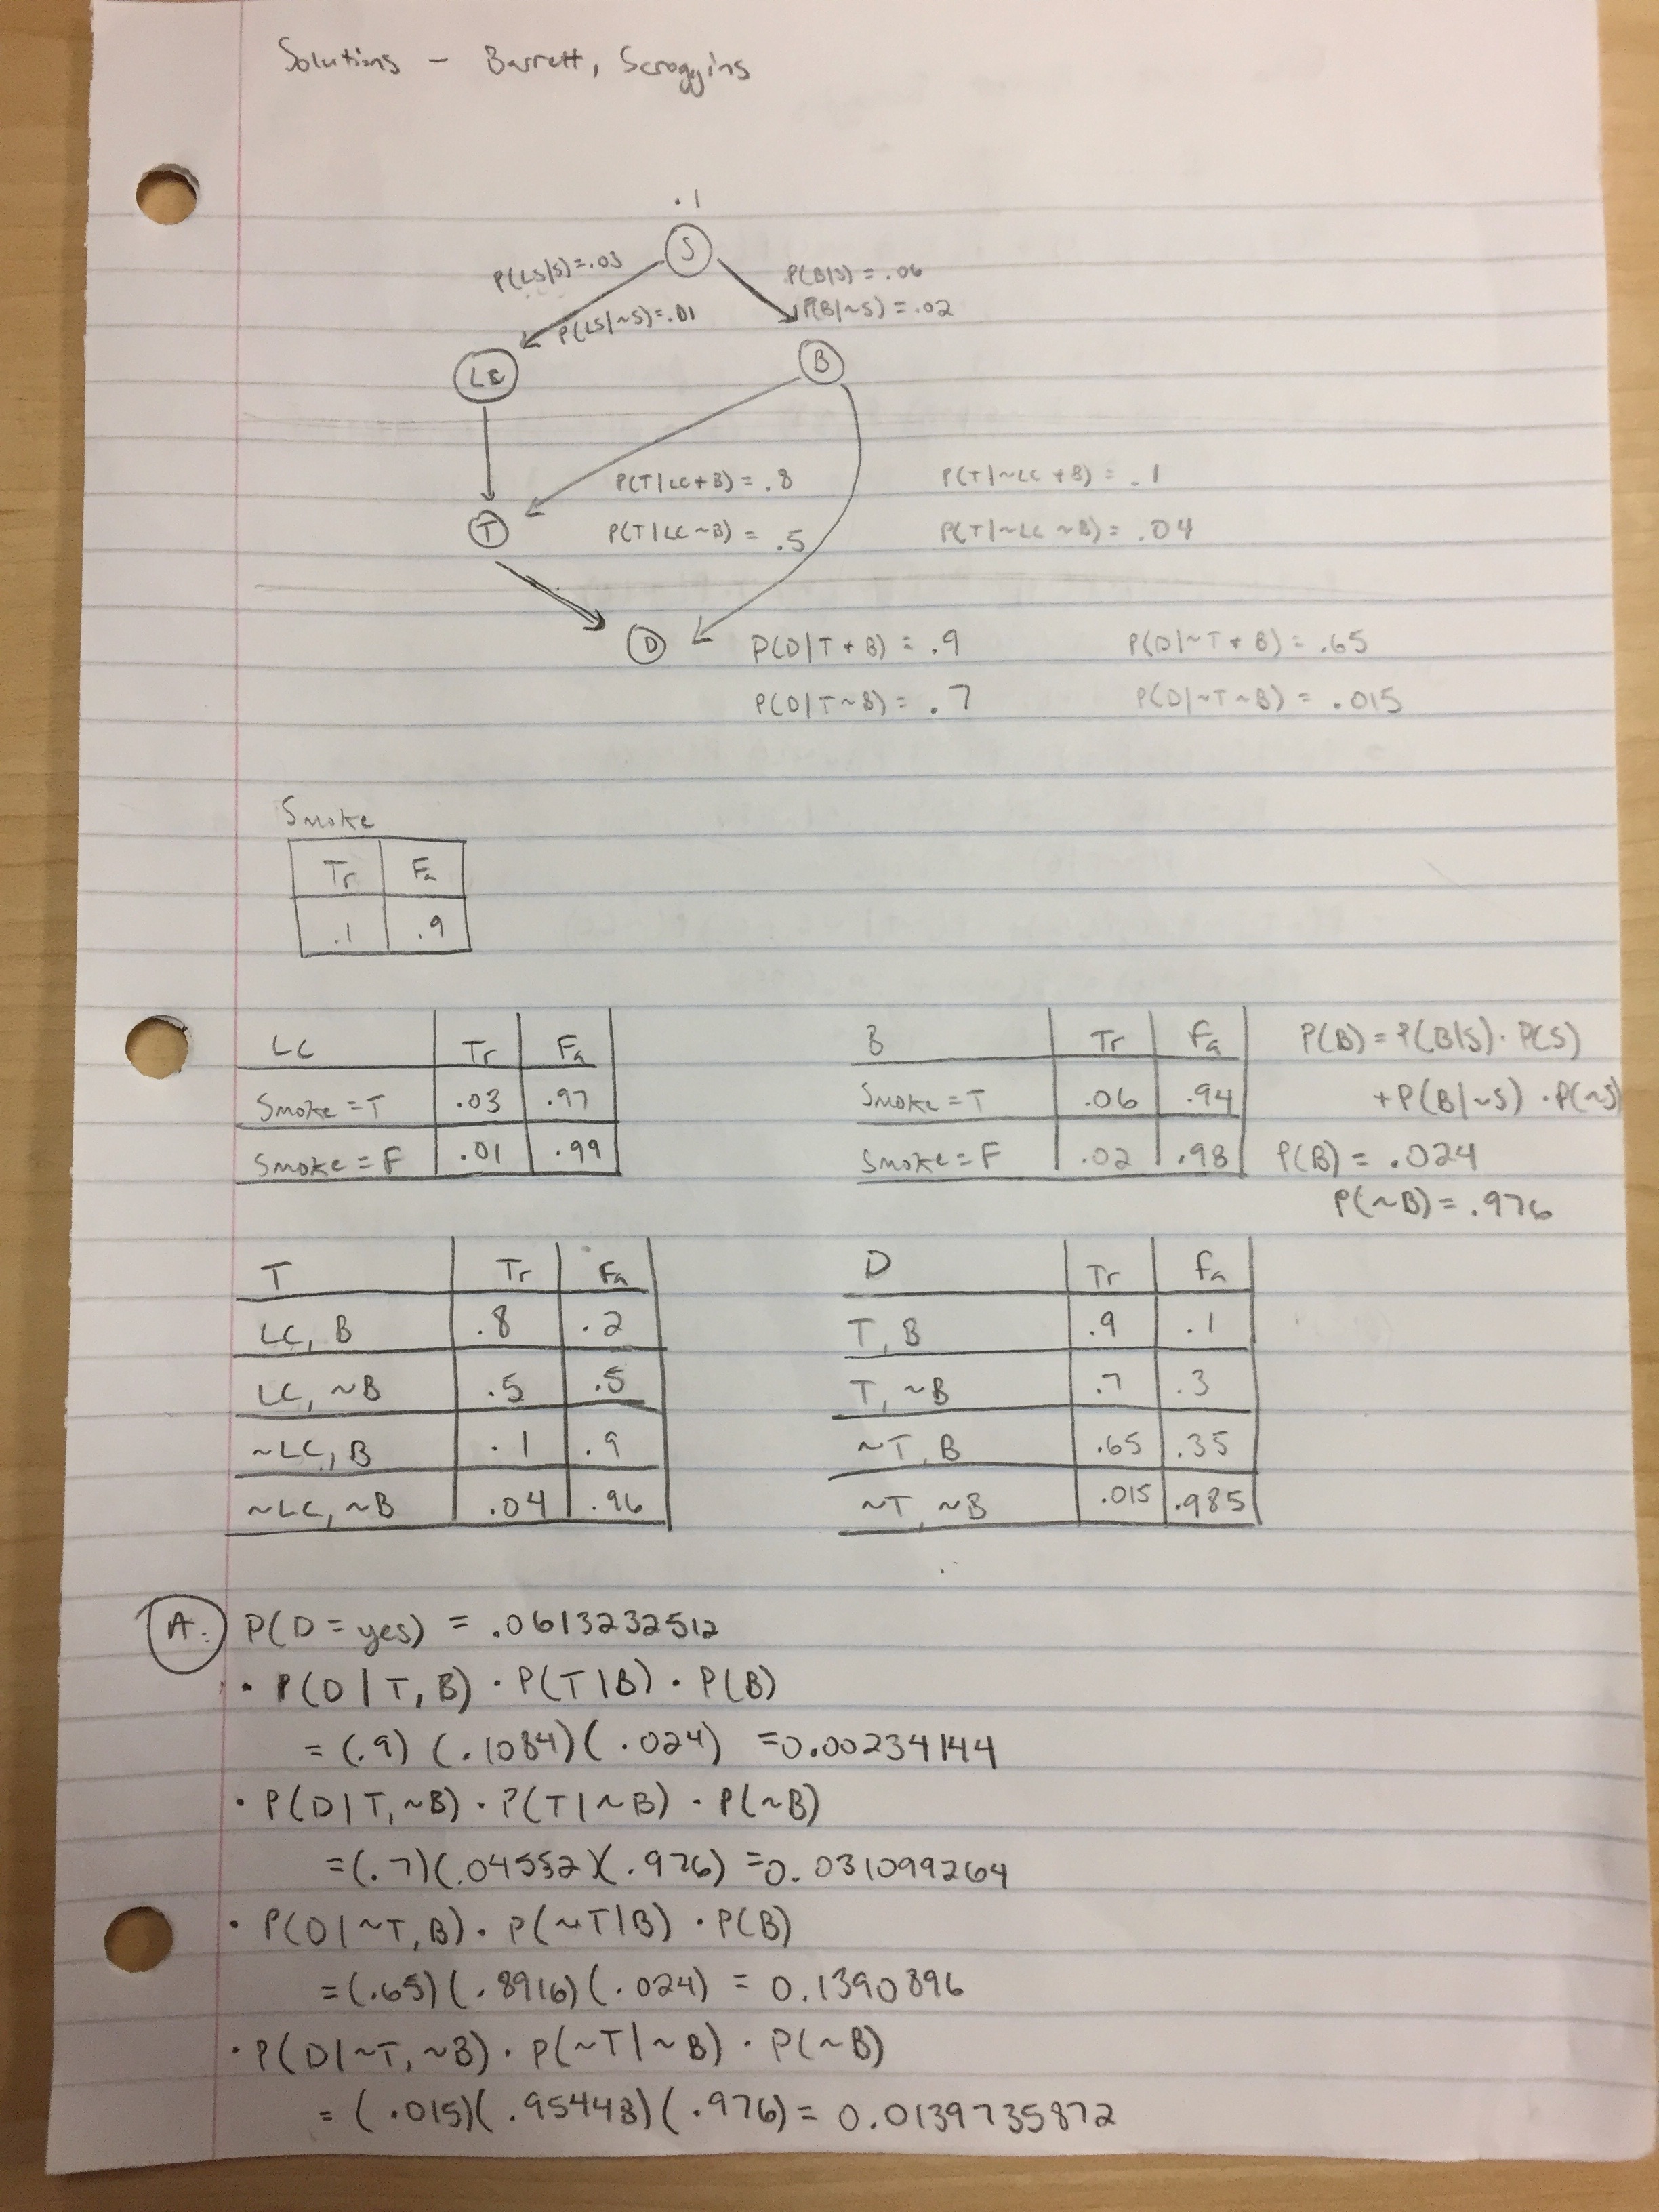 Solutions - Barrett, Scroggins
.1
S
P(LS|S)=.03
P(B|S) = .06
P(LS|~S)=.01
P(B|~S) = .02
LC
B
P(T|LC+B) = .8
P(T|~LC +B) = .1
T
P(T|LC~B) = .5
P(T|~LC ~B) = .04
D
P(D|T + B) = .9
P(D|~T + B) = .65
P(D|T~B) = .7
P(D|~T~B) = .015
Smoke
Tr Fa
.1 .9
LC Tr Fa
Smoke = T .03 .97
Smoke = F .01 .99
B Tr Fa
Smoke = T .06 .94
Smoke = F .02 .98
P(B) = P(B|S) · P(S)
+ P(B|~S) · P(~S)
P(B) = .024
P(~B) = .976
T Tr Fa
LC, B .8 .2
LC, ~B .5 .5
~LC, B .1 .9
~LC, ~B .04 .96
D Tr Fa
T, B .9 .1
T, ~B .7 .3
~T, B .65 .35
~T, ~B .015 .985
A: P(D = yes) = .0613232512
· P(D|T, B) · P(T|B) · P(B)
= (.9) (.1084)(.024) =0.00234144
· P(D|T,~B) · P(T|~B) · P(~B)
=(.7)(.04552)(.976) =0.031099264
· P(D|~T, B) · P(~T|B) · P(B)
= (.65)(.8916)(.024) = 0.1390896
· P(D|~T, ~B) · P(~T|~B) · P(~B)
= (.015)(.95448)(.976) = 0.0139735872